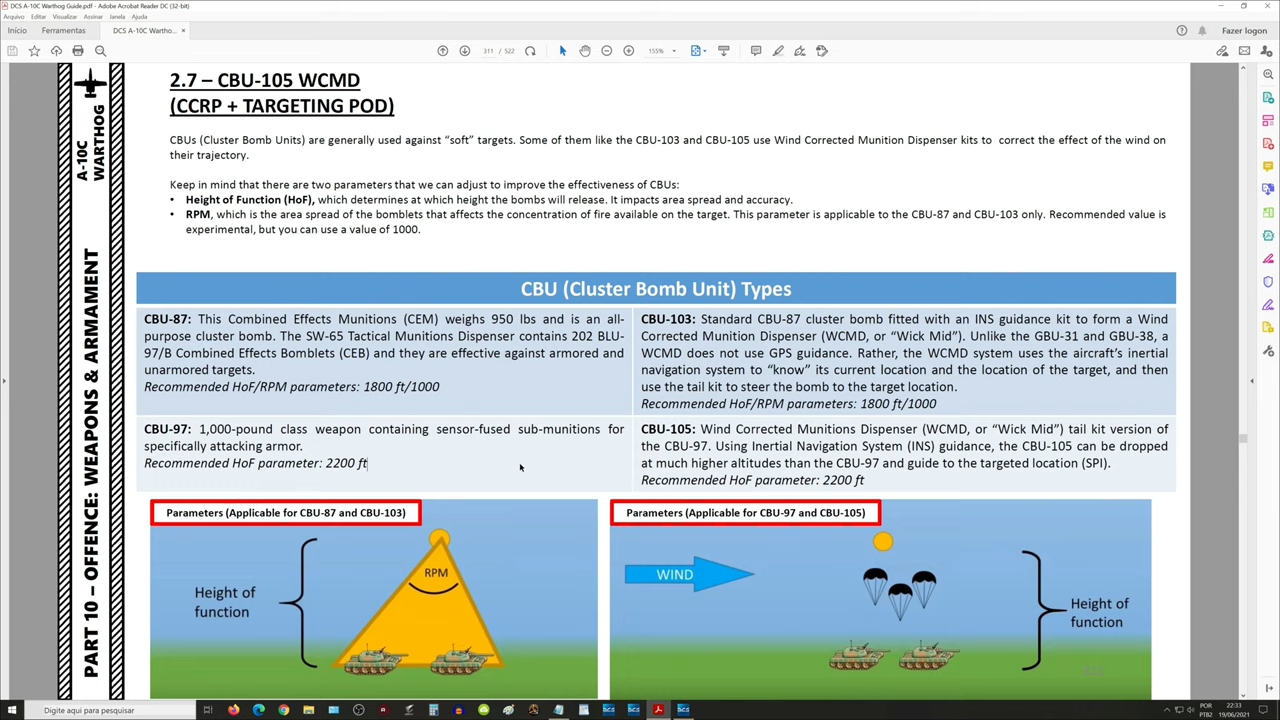 DCS A-10C Warthog Guide.pdf - Adobe Acrobat Reader DC (32-bit)
Arquivo Editar Visualizar Assinar Janela Ajuda
Início Ferramentas DCS A-10C Wartho... × Fazer logon
311 / 522 155%
A-10C
WARTHOG
PART 10 – OFFENCE: WEAPONS & ARMAMENT
2.7 – CBU-105 WCMD
(CCRP + TARGETING POD)
CBUs (Cluster Bomb Units) are generally used against “soft” targets. Some of them like the CBU-103 and CBU-105 use Wind Corrected Munition Dispenser kits to correct the effect of the wind on
their trajectory.
Keep in mind that there are two parameters that we can adjust to improve the effectiveness of CBUs:
• Height of Function (HoF), which determines at which height the bombs will release. It impacts area spread and accuracy.
• RPM, which is the area spread of the bomblets that affects the concentration of fire available on the target. This parameter is applicable to the CBU-87 and CBU-103 only. Recommended value is
experimental, but you can use a value of 1000.
CBU (Cluster Bomb Unit) Types
CBU-87: This Combined Effects Munitions (CEM) weighs 950 lbs and is an all-
purpose cluster bomb. The SW-65 Tactical Munitions Dispenser contains 202 BLU-
97/B Combined Effects Bomblets (CEB) and they are effective against armored and
unarmored targets.
Recommended HoF/RPM parameters: 1800 ft/1000
CBU-103: Standard CBU-87 cluster bomb fitted with an INS guidance kit to form a Wind
Corrected Munition Dispenser (WCMD, or “Wick Mid”). Unlike the GBU-31 and GBU-38, a
WCMD does not use GPS guidance. Rather, the WCMD system uses the aircraft’s inertial
navigation system to “know” its current location and the location of the target, and then
use the tail kit to steer the bomb to the target location.
Recommended HoF/RPM parameters: 1800 ft/1000
CBU-97: 1,000-pound class weapon containing sensor-fused sub-munitions for
specifically attacking armor.
Recommended HoF parameter: 2200 ft
CBU-105: Wind Corrected Munitions Dispenser (WCMD, or “Wick Mid”) tail kit version of
the CBU-97. Using Inertial Navigation System (INS) guidance, the CBU-105 can be dropped
at much higher altitudes than the CBU-97 and guide to the targeted location (SPI).
Recommended HoF parameter: 2200 ft
Parameters (Applicable for CBU-87 and CBU-103)
RPM
Height of
function
Parameters (Applicable for CBU-97 and CBU-105)
WIND
Height of
function
Digite aqui para pesquisar
POR
PTB2
22:33
19/06/2021